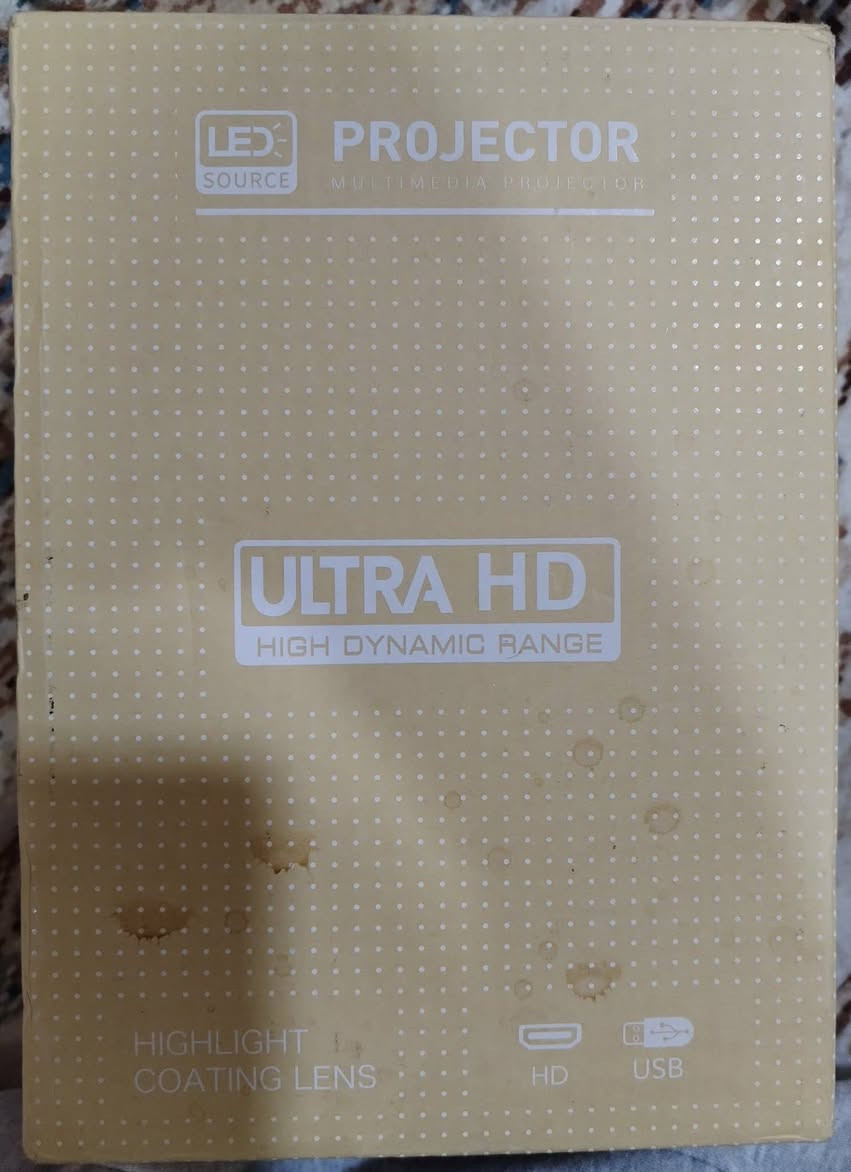 LED
SOURCE
PROJECTOR
MULTIMEDIA PROJECTOR
ULTRA HD
HIGH DYNAMIC RANGE
HIGHLIGHT
COATING LENS
HD
USB